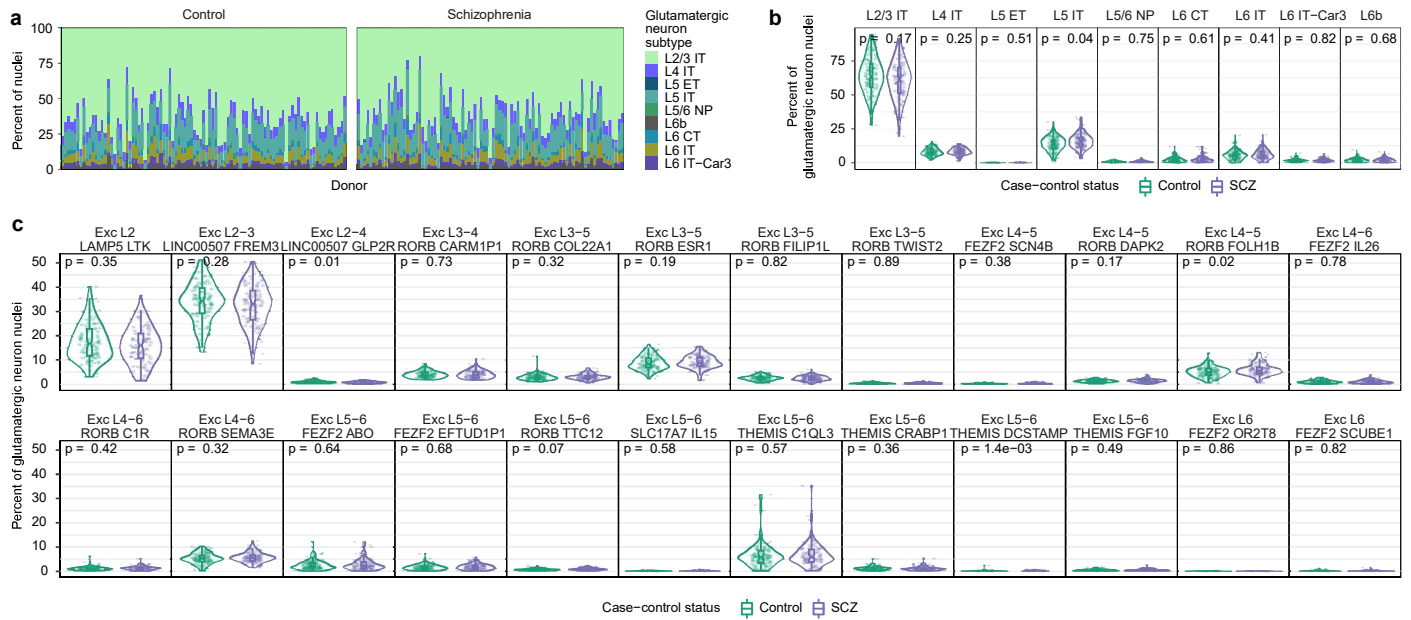 a
Control
Schizophrenia
Percent of nuclei
100
75
50
25
0
Donor
Glutamatergic
neuron
subtype
L2/3 IT
L4 IT
L5 ET
L5 IT
L5/6 NP
L6b
L6 CT
L6 IT
L6 IT−Car3
b
L2/3 IT L4 IT L5 ET L5 IT L5/6 NP L6 CT L6 IT L6 IT−Car3 L6b
p = 0.17 p = 0.25 p = 0.51 p = 0.04 p = 0.75 p = 0.61 p = 0.41 p = 0.82 p = 0.68
Percent of
glutamatergic neuron nuclei
75
25
0
Case−control status Control SCZ
c
Exc L2 Exc L2−3 Exc L2−4 Exc L3−4 Exc L3−5 Exc L3−5 Exc L3−5 Exc L3−5 Exc L4−5 Exc L4−5 Exc L4−5 Exc L4−6
LAMP5 LTK LINC00507 FREM3 LINC00507 GLP2R RORB CARM1P1 RORB COL22A1 RORB ESR1 RORB FILIP1L RORB TWIST2 FEZF2 SCN4B RORB DAPK2 RORB FOLH1B FEZF2 IL26
p = 0.35 p = 0.28 p = 0.01 p = 0.73 p = 0.32 p = 0.19 p = 0.82 p = 0.89 p = 0.38 p = 0.17 p = 0.02 p = 0.78
Percent of glutamatergic neuron nuclei
50
40
30
20
10
0
Exc L4−6 Exc L4−6 Exc L5−6 Exc L5−6 Exc L5−6 Exc L5−6 Exc L5−6 Exc L5−6 Exc L5−6 Exc L5−6 Exc L6 Exc L6
RORB C1R RORB SEMA3E FEZF2 ABO FEZF2 EFTUD1P1 RORB TTC12 SLC17A7 IL15 THEMIS C1QL3 THEMIS CRABP1 THEMIS DCSTAMP THEMIS FGF10 FEZF2 OR2T8 FEZF2 SCUBE1
p = 0.42 p = 0.32 p = 0.64 p = 0.68 p = 0.07 p = 0.58 p = 0.57 p = 0.36 p = 1.4e−03 p = 0.49 p = 0.86 p = 0.82
50
40
30
20
10
0
Case−control status Control SCZ